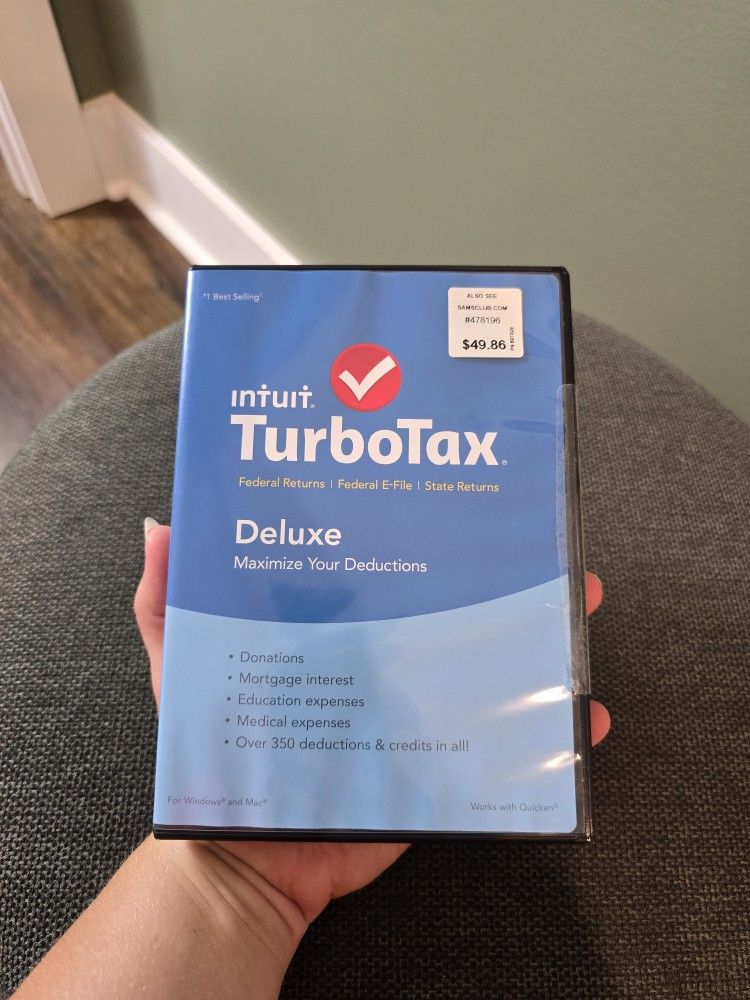 #1 Best Selling¹
ALSO SEE
SAMSCLUB.COM
#478196
$49.86
intuit®
TurboTax®
Federal Returns | Federal E-File | State Returns
Deluxe
Maximize Your Deductions
• Donations
• Mortgage interest
• Education expenses
• Medical expenses
• Over 350 deductions & credits in all!
For Windows® and Mac®
Works with Quicken®